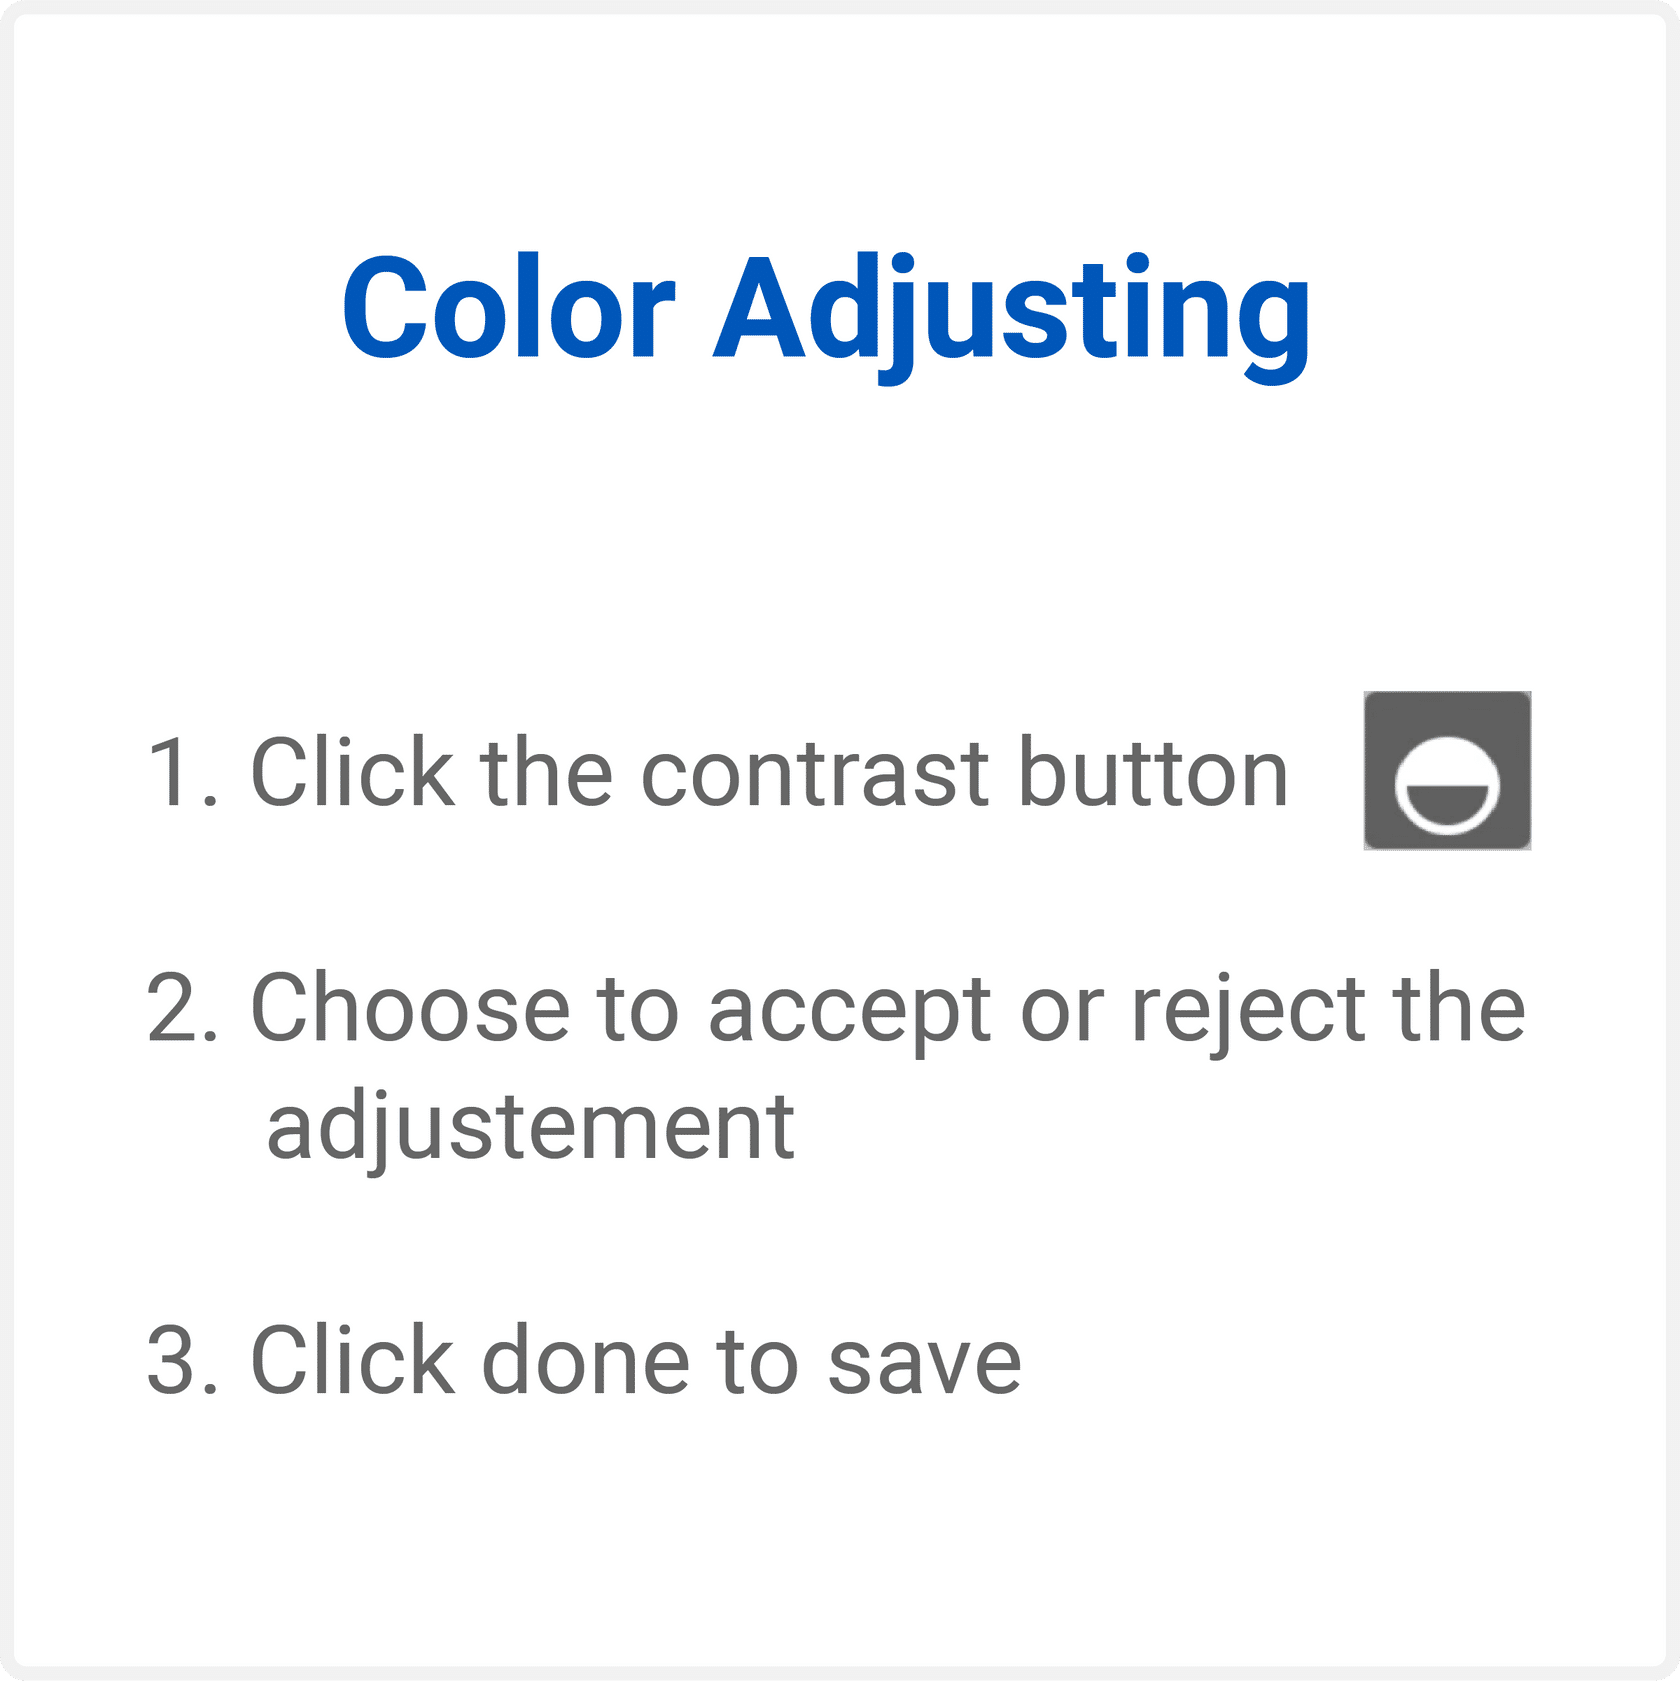 Color Adjusting
1. Click the contrast button
2. Choose to accept or reject the
adjustement
3. Click done to save